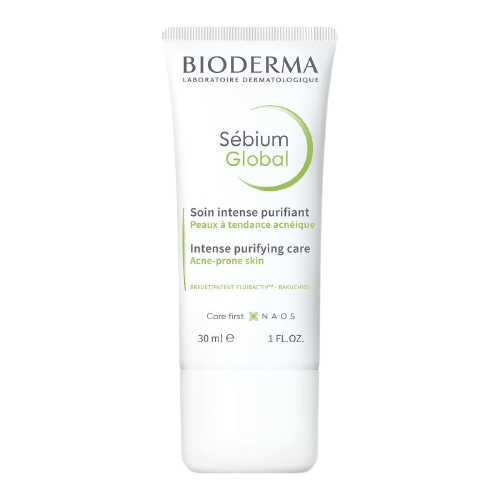 BIODERMA
LABORATOIRE DERMATOLOGIQUE
Sébium
Global
Soin intense purifiant
Peaux à tendance acnéique
Intense purifying care
Acne-prone skin
BREVET/PATENT FLUIDACTIV™ - BAKUCHIOL
Care first NAOS
30 ml e 1 FL.OZ.